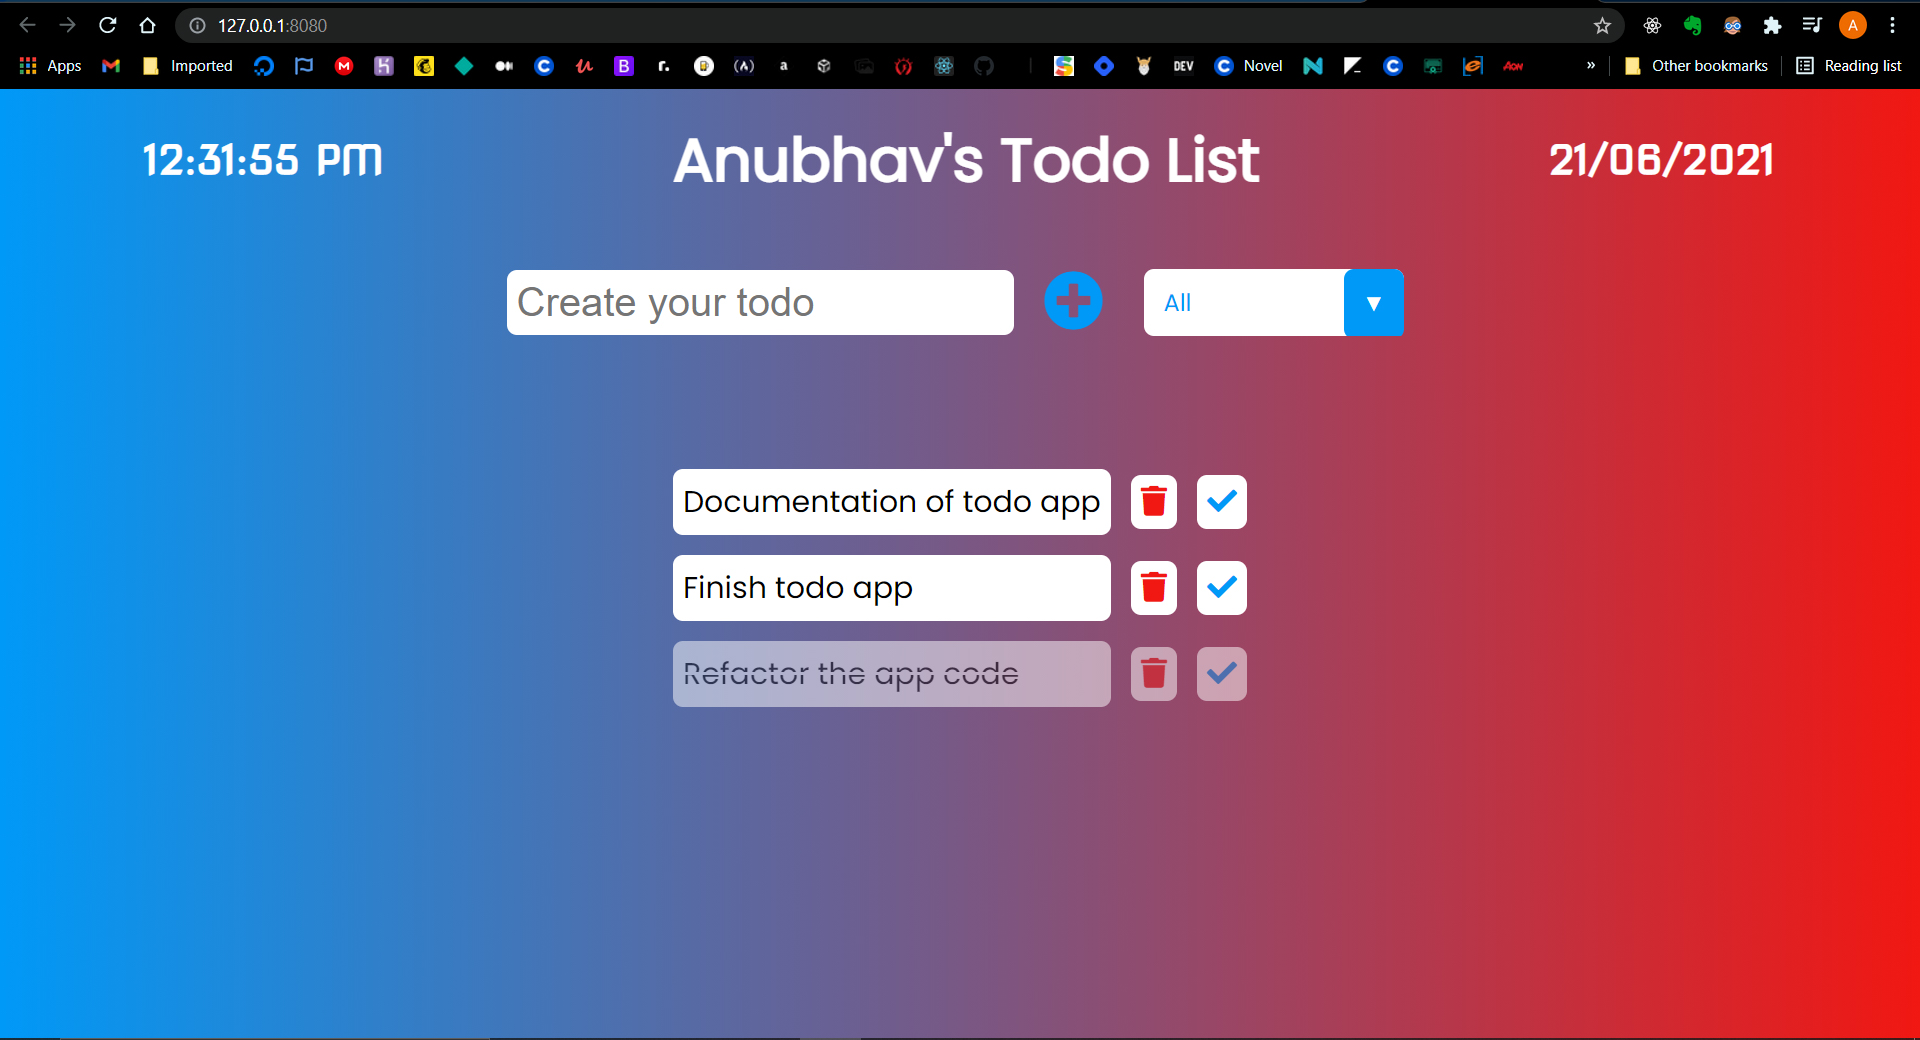 127.0.0.1:8080
Apps
Imported
DEV
Novel
Aon
»
Other bookmarks
Reading list
A
12:31:55 PM
Anubhav's Todo List
21/06/2021
Create your todo
All
Documentation of todo app
Finish todo app
Refactor the app code